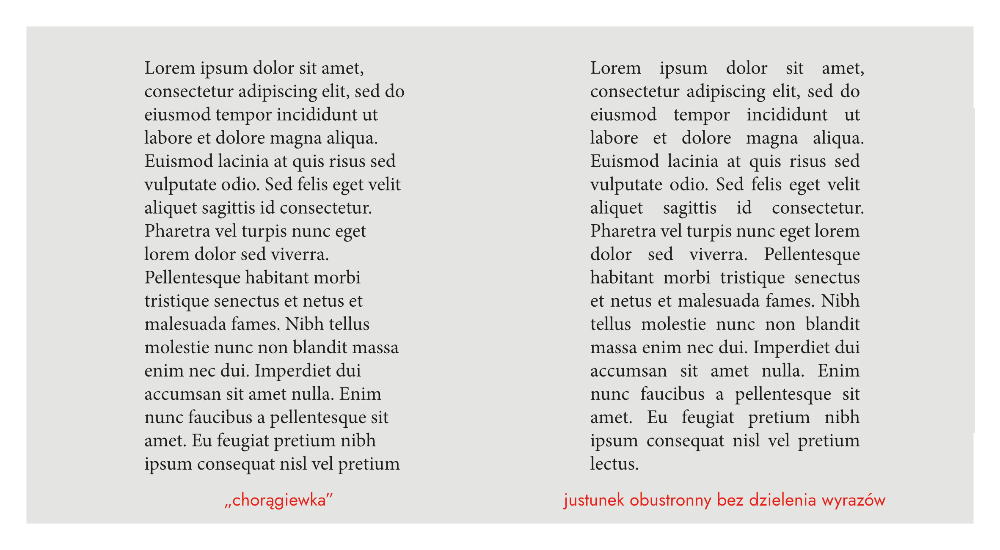 Lorem ipsum dolor sit amet,
consectetur adipiscing elit, sed do
eiusmod tempor incididunt ut
labore et dolore magna aliqua.
Euismod lacinia at quis risus sed
vulputate odio. Sed felis eget velit
aliquet sagittis id consectetur.
Pharetra vel turpis nunc eget
lorem dolor sed viverra.
Pellentesque habitant morbi
tristique senectus et netus et
malesuada fames. Nibh tellus
molestie nunc non blandit massa
enim nec dui. Imperdiet dui
accumsan sit amet nulla. Enim
nunc faucibus a pellentesque sit
amet. Eu feugiat pretium nibh
ipsum consequat nisl vel pretium
„chorągiewka”
Lorem ipsum dolor sit amet,
consectetur adipiscing elit, sed do
eiusmod tempor incididunt ut
labore et dolore magna aliqua.
Euismod lacinia at quis risus sed
vulputate odio. Sed felis eget velit
aliquet sagittis id consectetur.
Pharetra vel turpis nunc eget lorem
dolor sed viverra. Pellentesque
habitant morbi tristique senectus
et netus et malesuada fames. Nibh
tellus molestie nunc non blandit
massa enim nec dui. Imperdiet dui
accumsan sit amet nulla. Enim
nunc faucibus a pellentesque sit
amet. Eu feugiat pretium nibh
ipsum consequat nisl vel pretium
lectus.
justunek obustronny bez dzielenia wyrazów